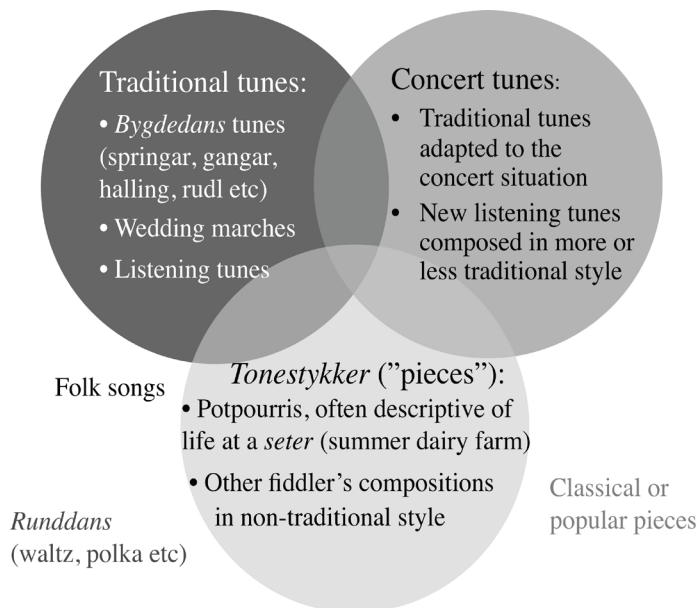 Traditional tunes:
• Bygdedans tunes
(springar, gangar,
halling, rudl etc)
• Wedding marches
• Listening tunes
Concert tunes:
• Traditional tunes
adapted to the
concert situation
• New listening tunes
composed in more or
less traditional style
Folk songs
Tonestykker (”pieces”):
• Potpourris, often descriptive of
life at a seter (summer dairy farm)
• Other fiddler’s compositions
in non-traditional style
Runddans
(waltz, polka etc)
Classical or
popular pieces